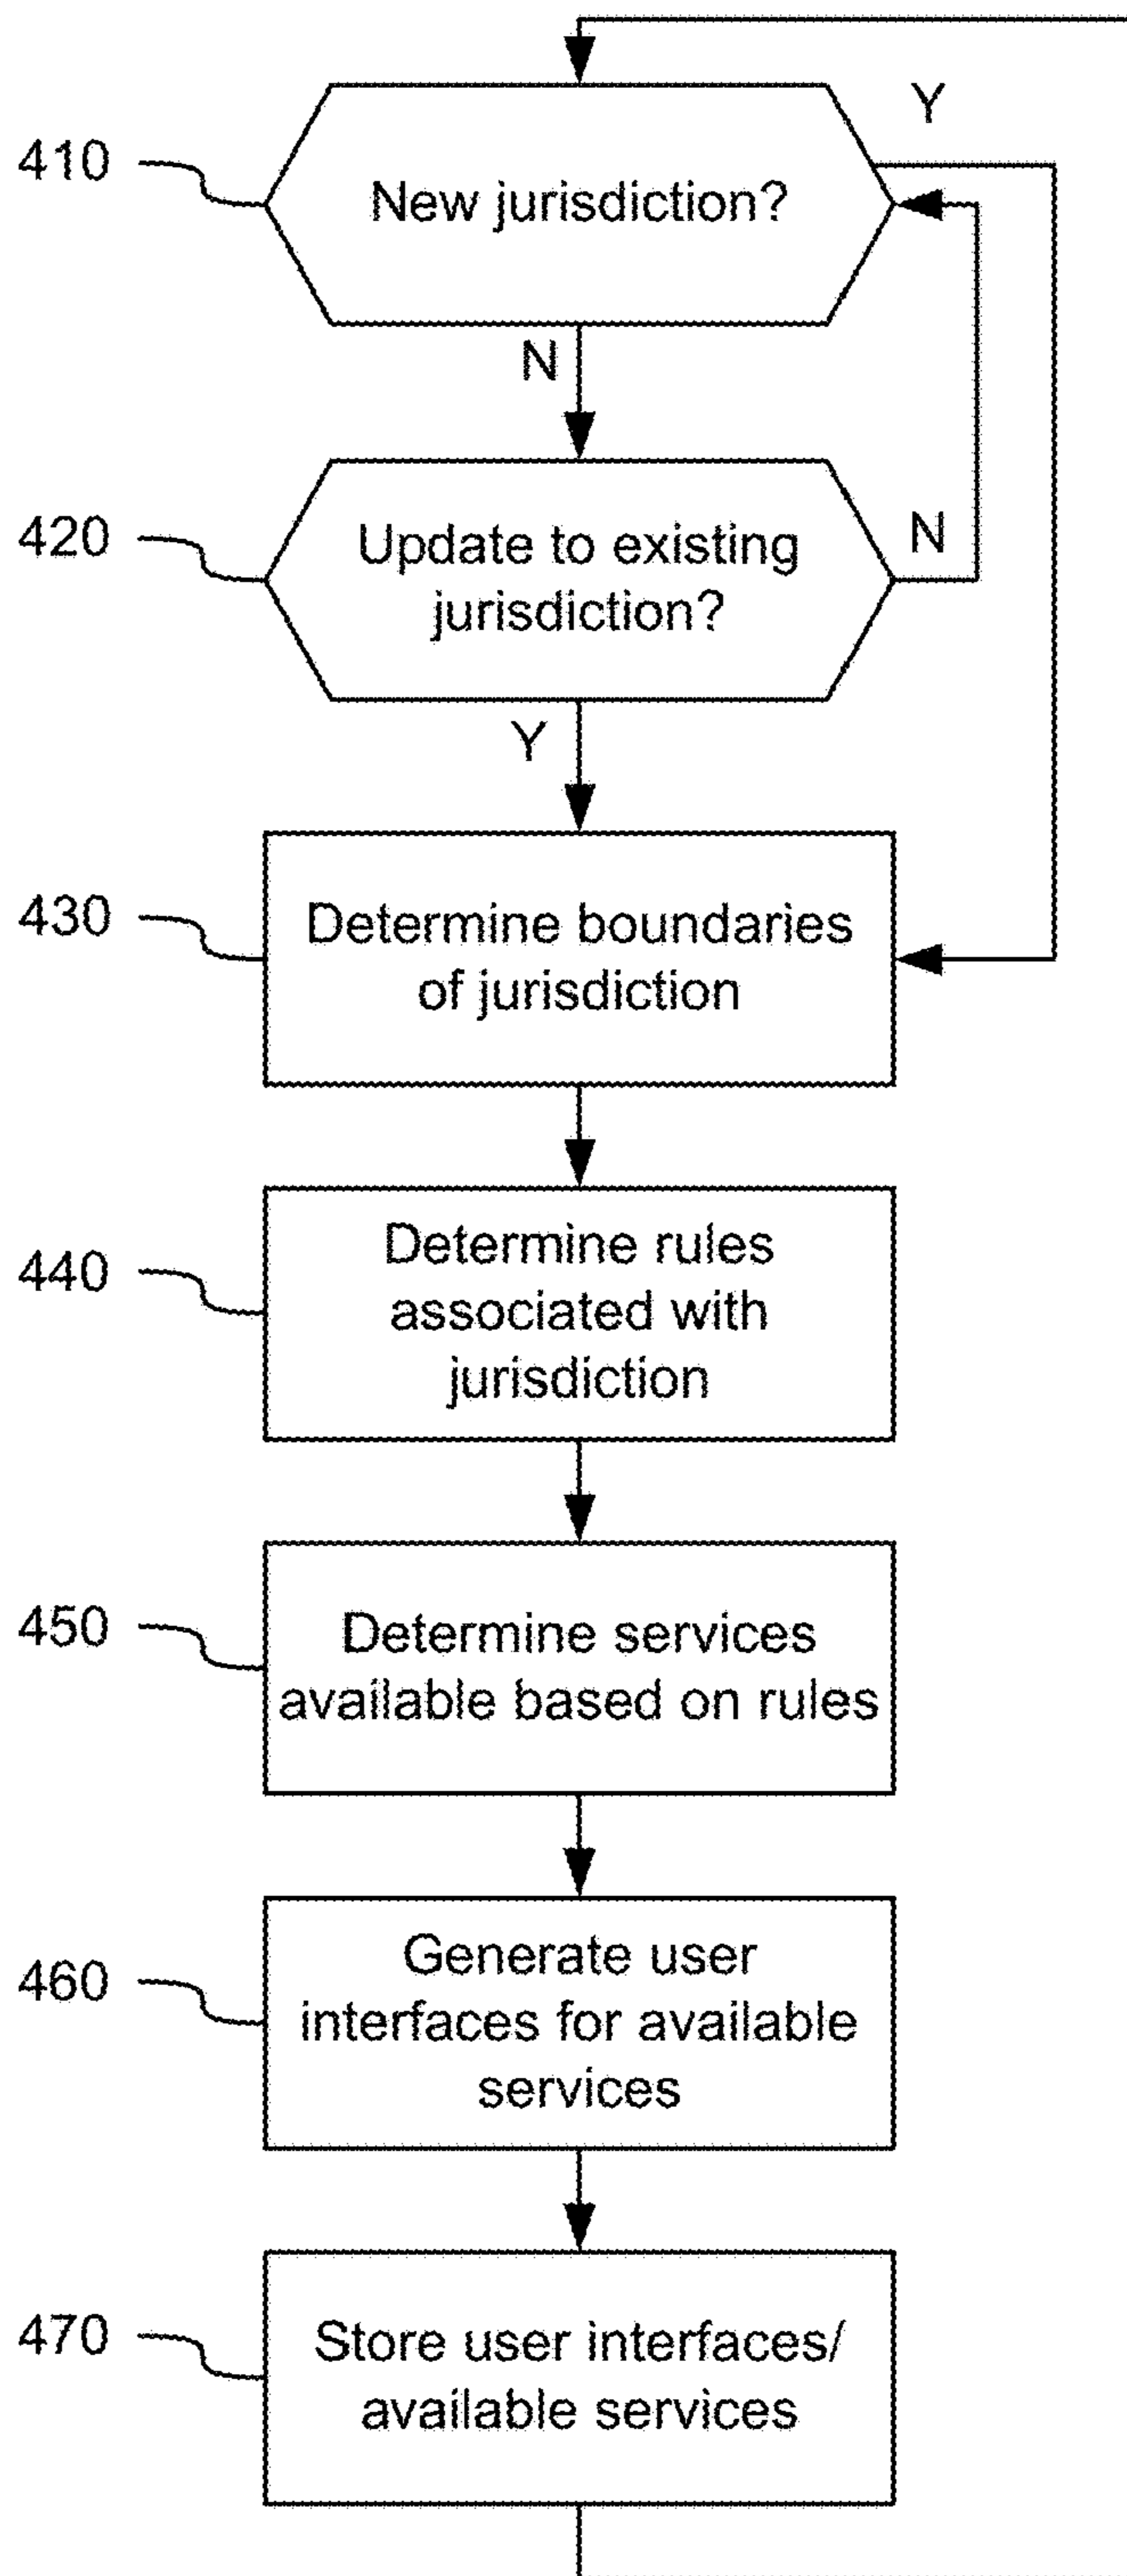 Y
410
New jurisdiction?
N
420
Update to existing
jurisdiction?
N
Y
430
Determine boundaries
of jurisdiction
440
Determine rules
associated with
jurisdiction
450
Determine services
available based on rules
460
Generate user
interfaces for available
services
470
Store user interfaces/
available services